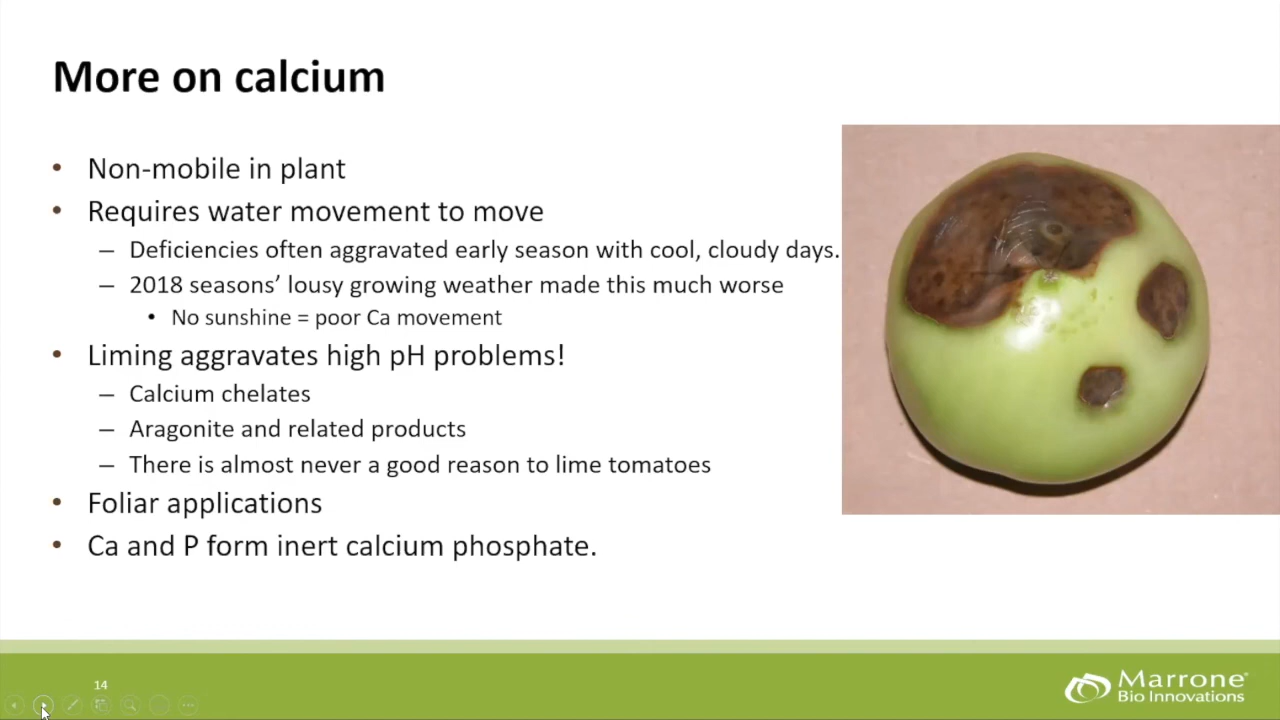 More on calcium
• Non-mobile in plant
• Requires water movement to move
– Deficiencies often aggravated early season with cool, cloudy days.
– 2018 seasons’ lousy growing weather made this much worse
• No sunshine = poor Ca movement
• Liming aggravates high pH problems!
– Calcium chelates
– Aragonite and related products
– There is almost never a good reason to lime tomatoes
• Foliar applications
• Ca and P form inert calcium phosphate.
14
Marrone®
Bio Innovations